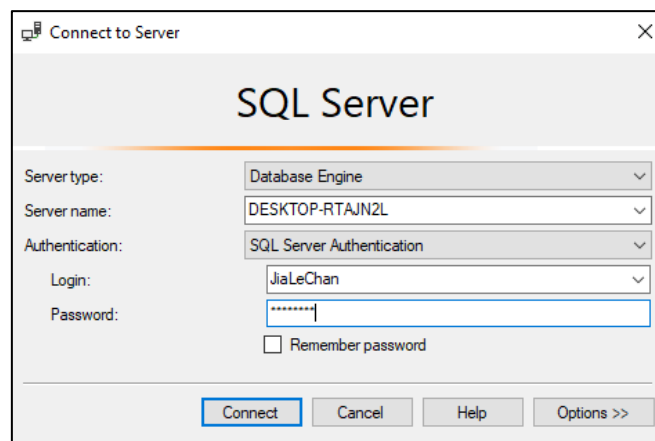 Connect to Server
SQL Server
Server type: Database Engine
Server name: DESKTOP-RTAJN2L
Authentication: SQL Server Authentication
Login: JiaLeChan
Password: ********
Remember password
Connect Cancel Help Options >>